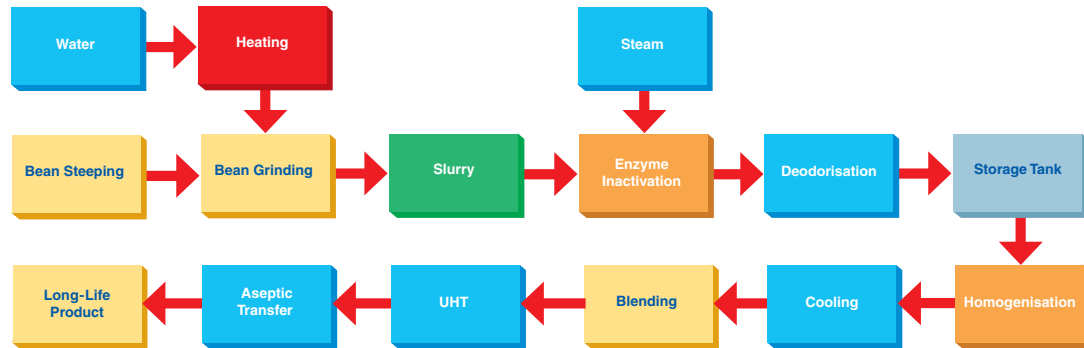 Water
Heating
Steam
Bean Steeping
Bean Grinding
Slurry
Enzyme
Inactivation
Deodorisation
Storage Tank
Long-Life
Product
Aseptic
Transfer
UHT
Blending
Cooling
Homogenisation